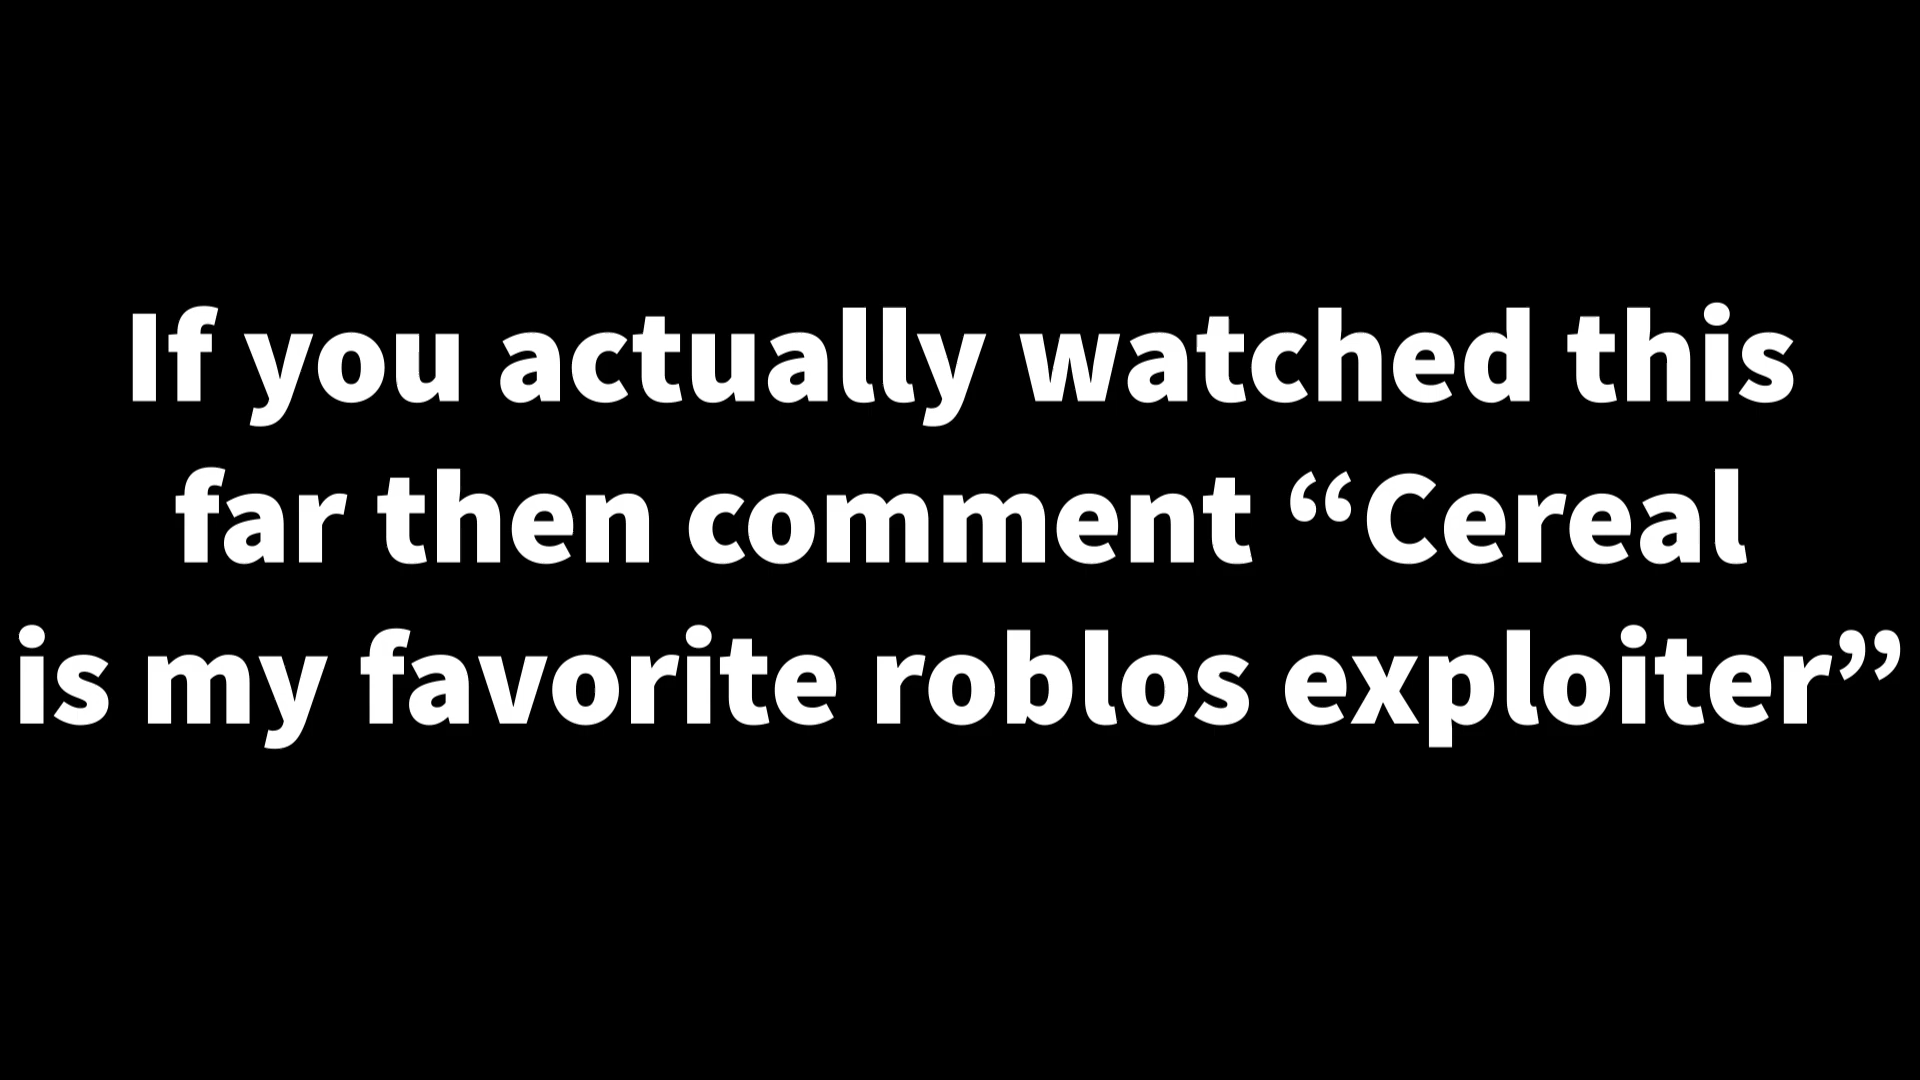 If you actually watched this
far then comment “Cereal
is my favorite roblos exploiter”